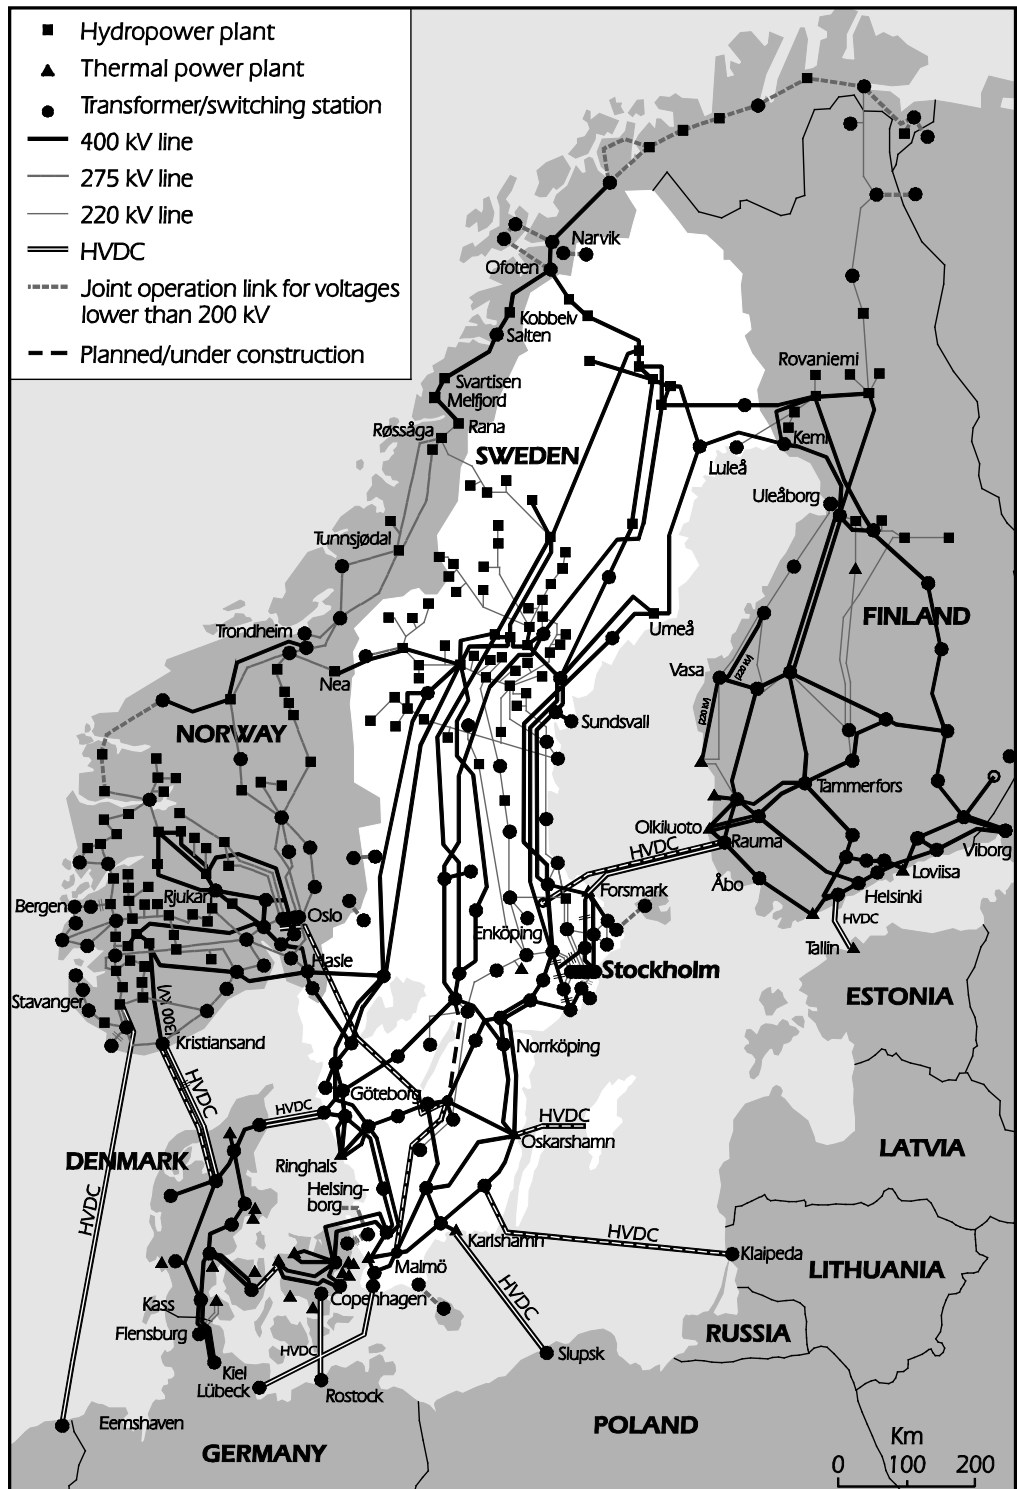 Hydropower plant
Thermal power plant
Transformer/switching station
400 kV line
275 kV line
220 kV line
HVDC
Joint operation link for voltages
lower than 200 kV
Planned/under construction
Narvik
Ofoten
Kobbelv
Salten
Svartisen
Melfjord
Rana
Røssåga
SWEDEN
Rovaniemi
Kemi
Luleå
Uleåborg
Tunnsjødal
FINLAND
Trondheim
Umeå
Nea
Vasa
(220 kV)
(220 kV)
Sundsvall
NORWAY
Tammerfors
Olkiluoto
HVDC
Rauma
Viborg
Loviisa
Åbo
Helsinki
Forsmark
HVDC
Tallin
Rjukan
Bergen
Oslo
Enköping
Hasle
Stockholm
ESTONIA
Stavanger
(300 kV)
Kristiansand
Norrköping
HVDC
Göteborg
HVDC
HVDC
Oskarshamn
LATVIA
DENMARK
Ringhals
Helsing-
borg
HVDC
Karlshamn
HVDC
Klaipeda
LITHUANIA
Malmö
HVDC
Copenhagen
Kass
Flensburg
RUSSIA
HVDC
Slupsk
Kiel
Lübeck
Rostock
Eemshaven
POLAND
GERMANY
Km
0 100 200